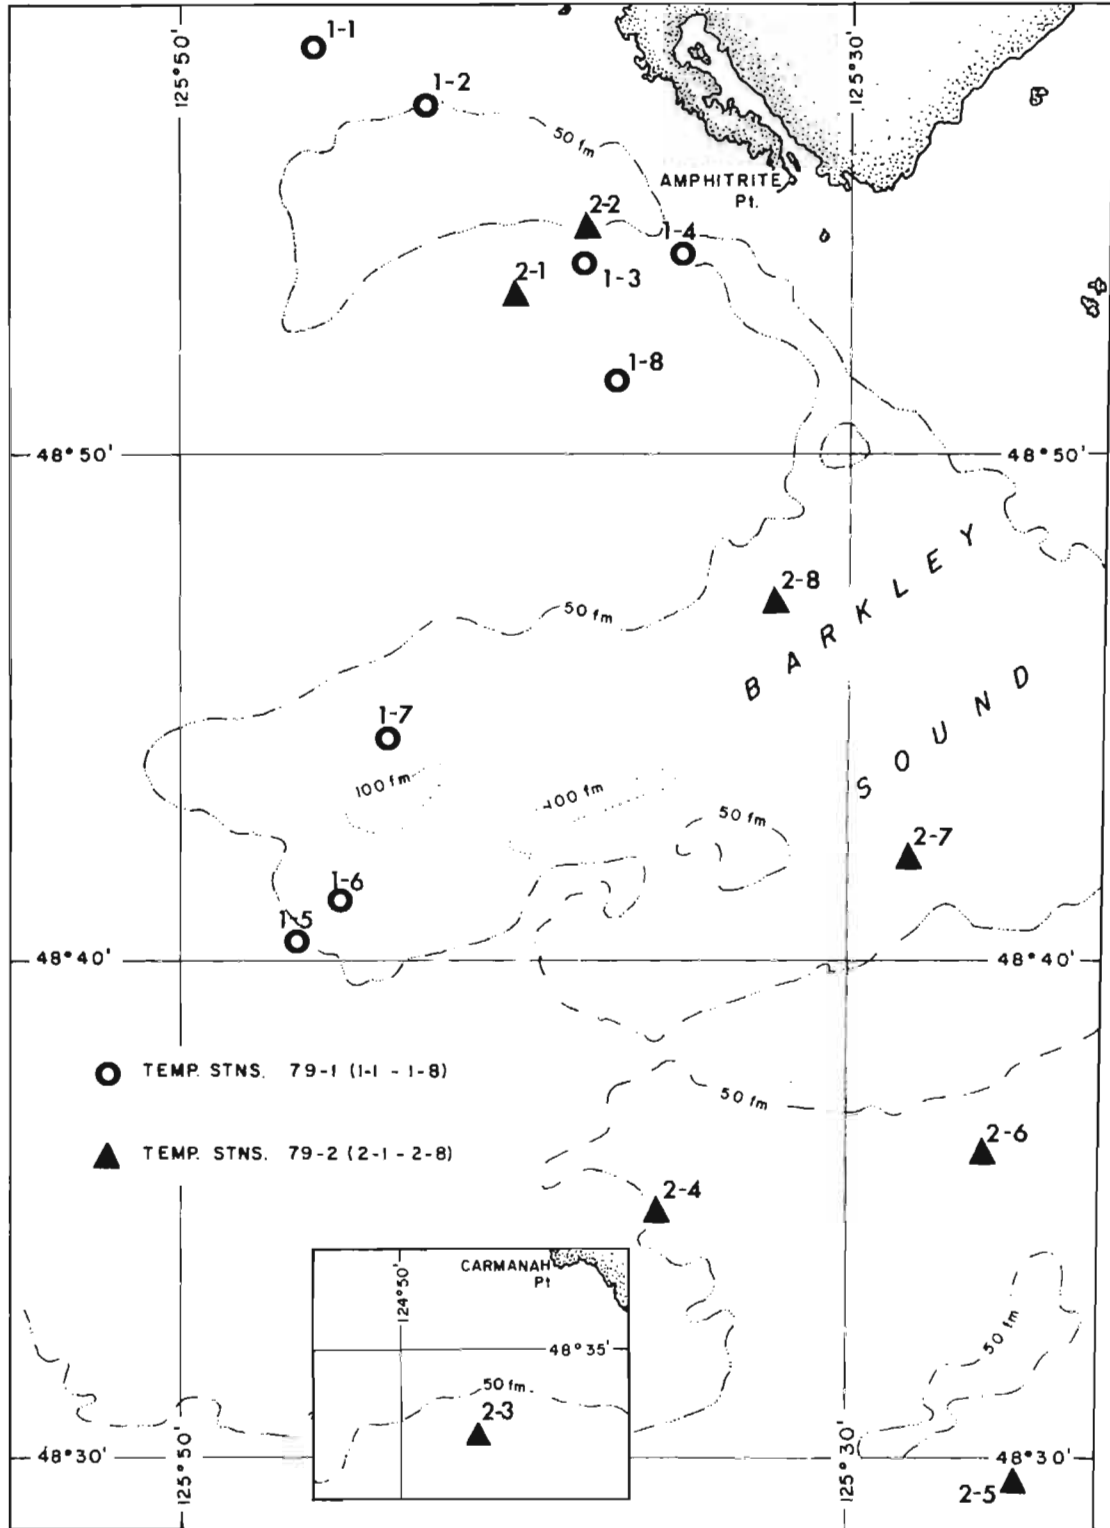 125°50'
125°30'
1-1
1-2
50 fm
AMPHITRITE
Pt.
2-2
1-4
1-3
2-1
1-8
48°50'
48°50'
50 fm
2-8
BARKLEY
SOUND
1-7
100 fm
100 fm
50 fm
2-7
1-6
1-5
48°40'
48°40'
TEMP. STNS. 79-1 (1-1 - 1-8)
50 fm
TEMP. STNS. 79-2 (2-1 - 2-8)
2-6
2-4
CARMANAH
Pt
124°50'
48°35'
50 fm
50 fm.
2-3
48°30'
48°30'
125°50'
125°30'
2-5